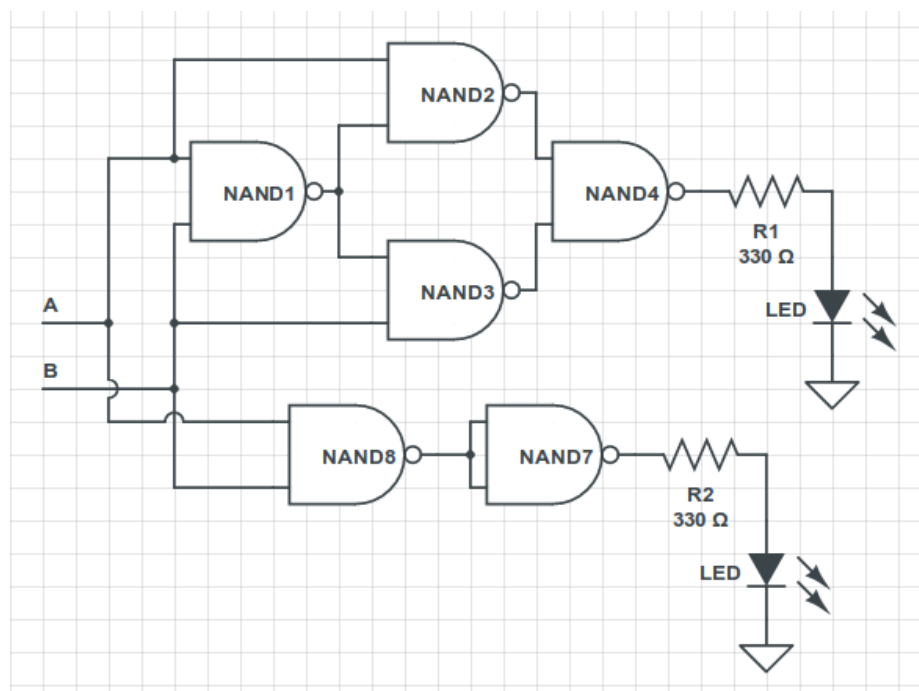 NAND2
NAND1
NAND4
R1
330 Ω
NAND3
A
LED
B
NAND8
NAND7
R2
330 Ω
LED